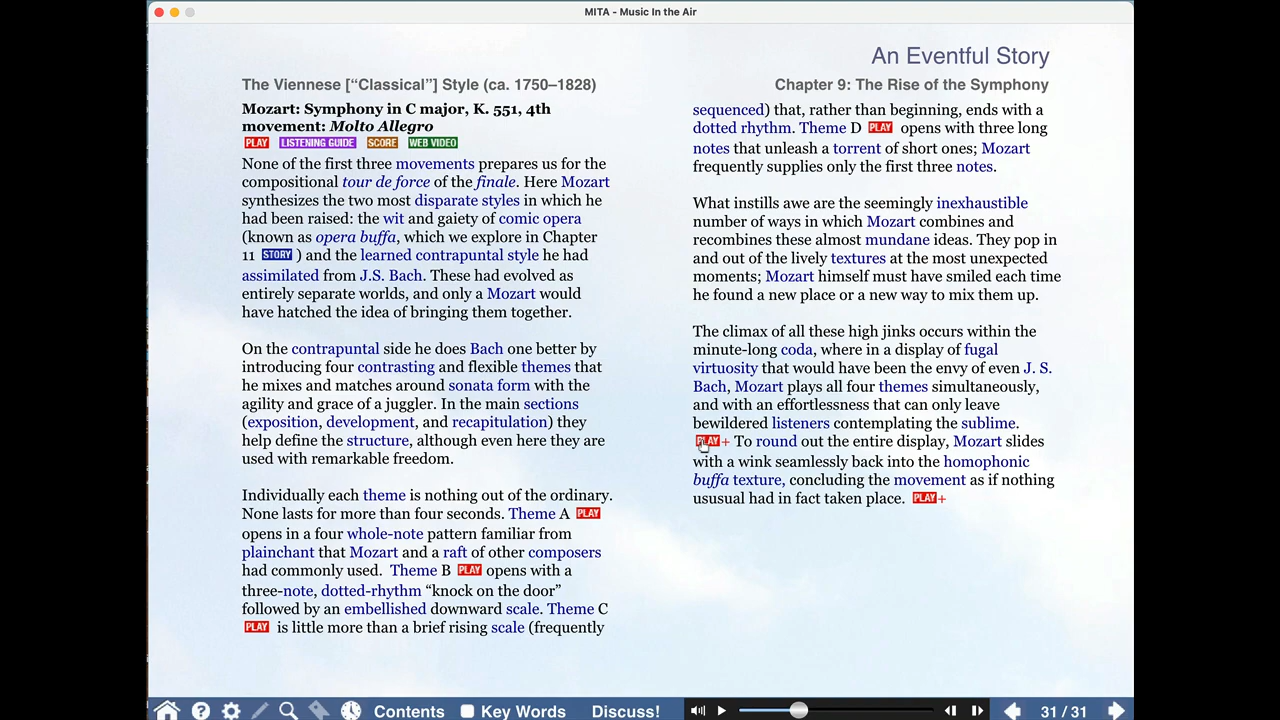 MITA - Music In the Air
An Eventful Story
The Viennese [“Classical”] Style (ca. 1750–1828)
Chapter 9: The Rise of the Symphony
Mozart: Symphony in C major, K. 551, 4th
movement: Molto Allegro
PLAY LISTENING GUIDE SCORE WEB VIDEO
None of the first three movements prepares us for the
compositional tour de force of the finale. Here Mozart
synthesizes the two most disparate styles in which he
had been raised: the wit and gaiety of comic opera
(known as opera buffa, which we explore in Chapter
11 STORY ) and the learned contrapuntal style he had
assimilated from J.S. Bach. These had evolved as
entirely separate worlds, and only a Mozart would
have hatched the idea of bringing them together.
On the contrapuntal side he does Bach one better by
introducing four contrasting and flexible themes that
he mixes and matches around sonata form with the
agility and grace of a juggler. In the main sections
(exposition, development, and recapitulation) they
help define the structure, although even here they are
used with remarkable freedom.
Individually each theme is nothing out of the ordinary.
None lasts for more than four seconds. Theme A PLAY
opens in a four whole-note pattern familiar from
plainchant that Mozart and a raft of other composers
had commonly used. Theme B PLAY opens with a
three-note, dotted-rhythm “knock on the door”
followed by an embellished downward scale. Theme C
PLAY is little more than a brief rising scale (frequently
sequenced) that, rather than beginning, ends with a
dotted rhythm. Theme D PLAY opens with three long
notes that unleash a torrent of short ones; Mozart
frequently supplies only the first three notes.
What instills awe are the seemingly inexhaustible
number of ways in which Mozart combines and
recombines these almost mundane ideas. They pop in
and out of the lively textures at the most unexpected
moments; Mozart himself must have smiled each time
he found a new place or a new way to mix them up.
The climax of all these high jinks occurs within the
minute-long coda, where in a display of fugal
virtuosity that would have been the envy of even J. S.
Bach, Mozart plays all four themes simultaneously,
and with an effortlessness that can only leave
bewildered listeners contemplating the sublime.
PLAY+ To round out the entire display, Mozart slides
with a wink seamlessly back into the homophonic
buffa texture, concluding the movement as if nothing
ususual had in fact taken place. PLAY+
Contents Key Words Discuss! 31 / 31